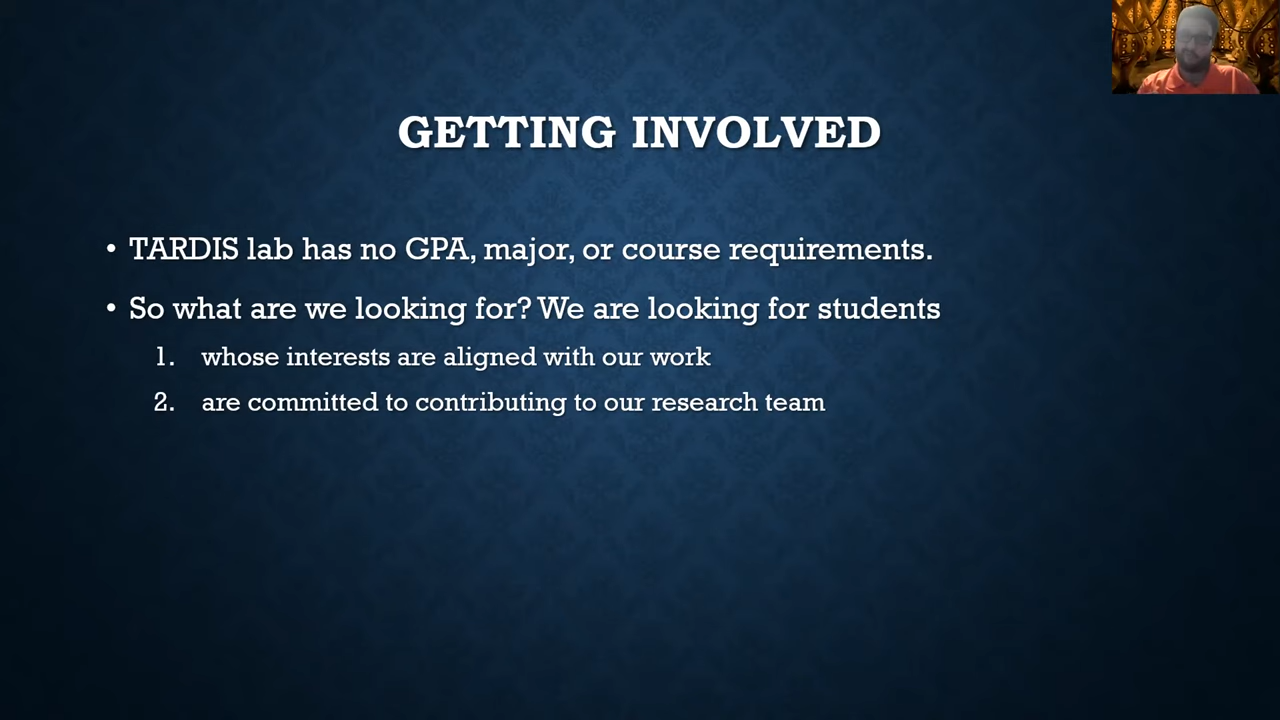 GETTING INVOLVED
• TARDIS lab has no GPA, major, or course requirements.
• So what are we looking for? We are looking for students
1. whose interests are aligned with our work
2. are committed to contributing to our research team